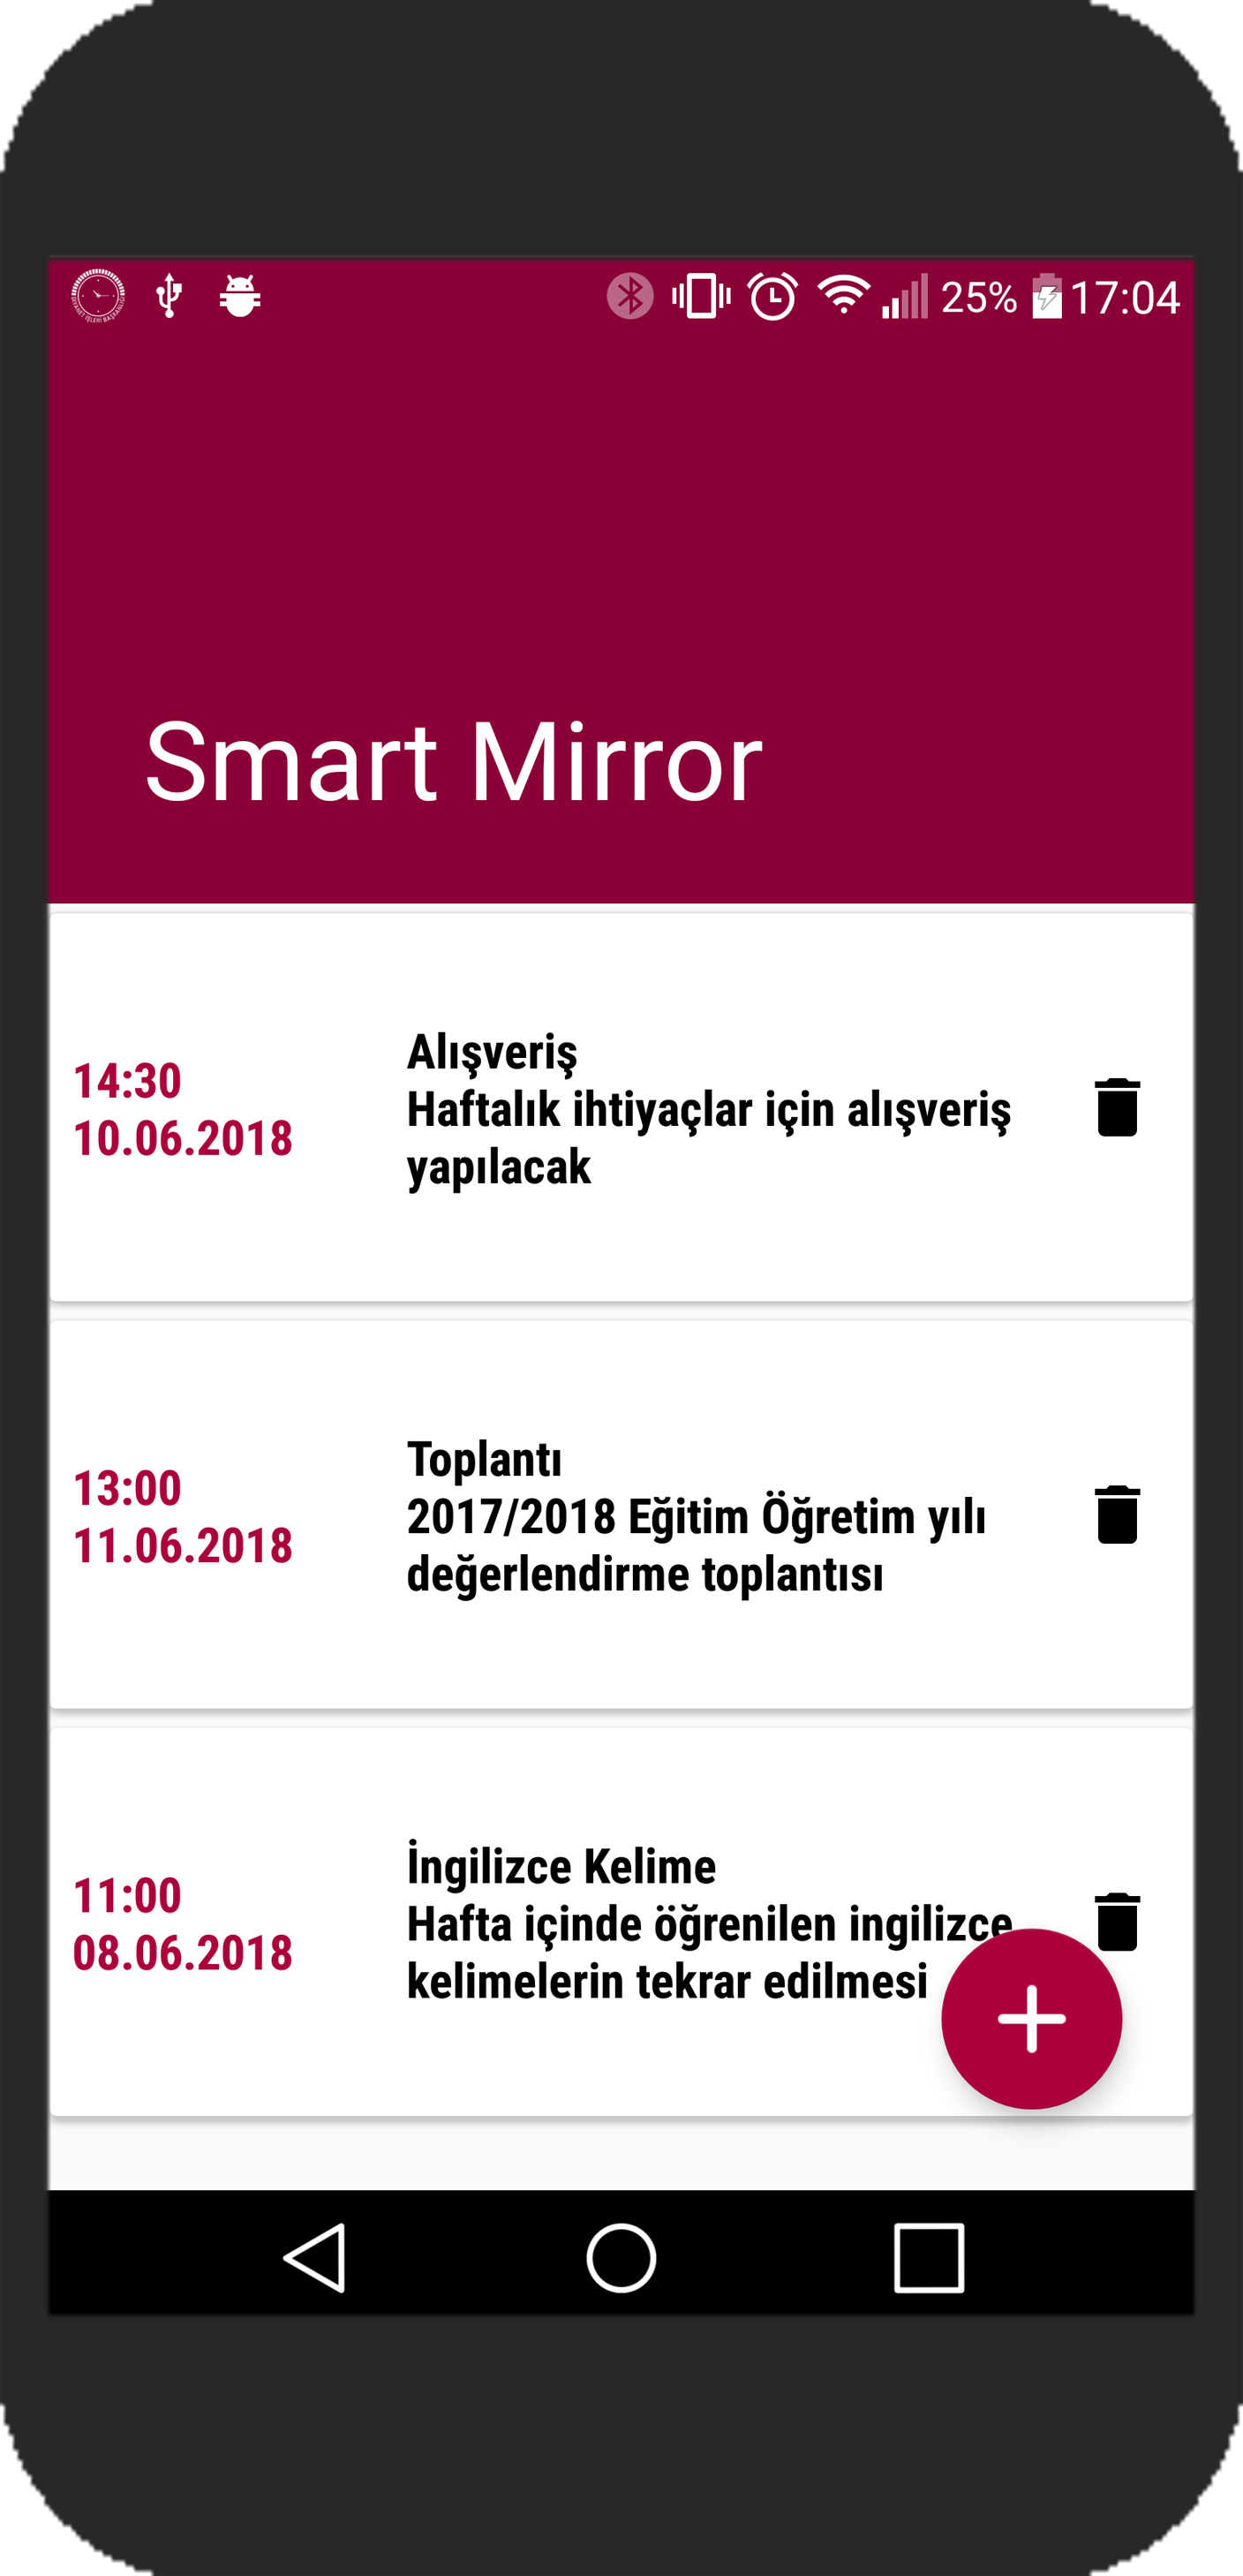 25% 17:04
Smart Mirror
14:30
10.06.2018
Alışveriş
Haftalık ihtiyaçlar için alışveriş
yapılacak
13:00
11.06.2018
Toplantı
2017/2018 Eğitim Öğretim yılı
değerlendirme toplantısı
11:00
08.06.2018
İngilizce Kelime
Hafta içinde öğrenilen ingilizce
kelimelerin tekrar edilmesi